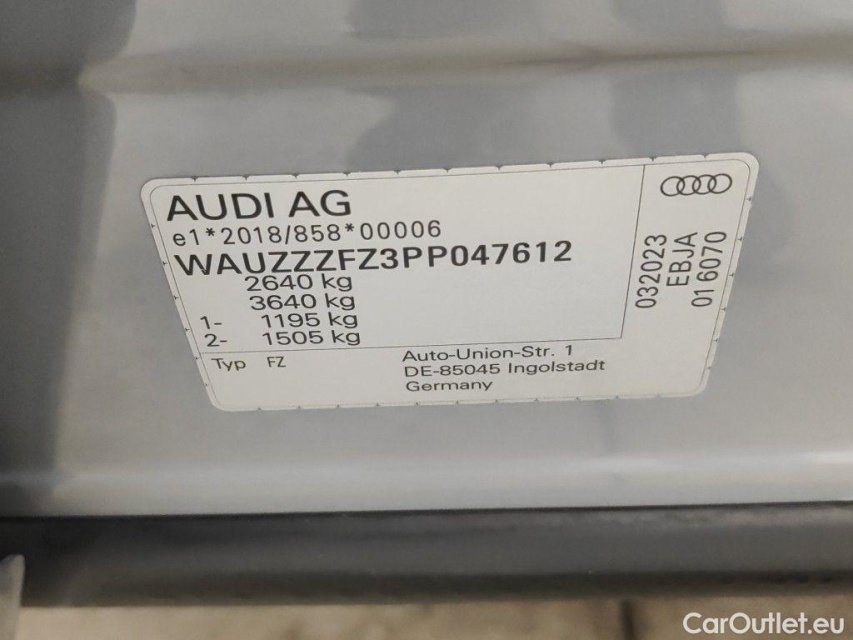 AUDI AG
e1*2018/858*00006
WAUZZZFZ3PP047612
2640 kg
3640 kg
1- 1195 kg
2- 1505 kg
Typ FZ
Auto-Union-Str. 1
DE-85045 Ingolstadt
Germany
032023
EBJA
016070
CarOutlet.eu